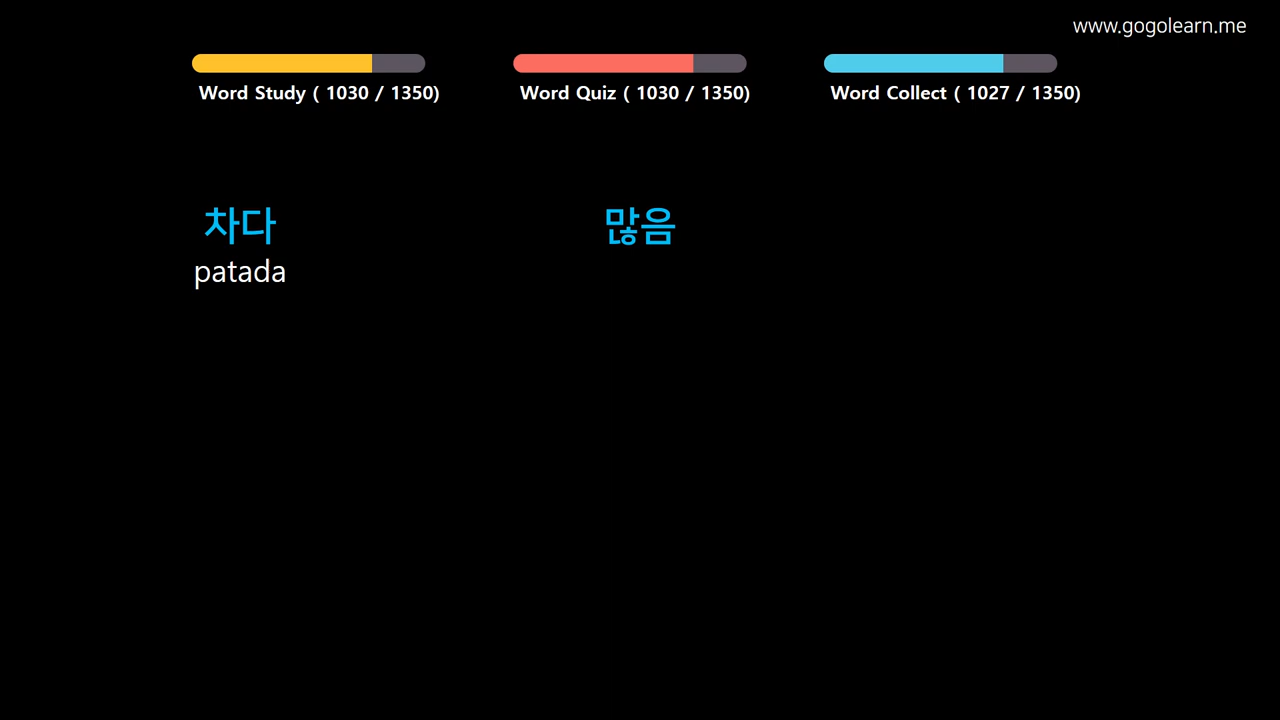 www.gogolearn.me
Word Study ( 1030 / 1350)
Word Quiz ( 1030 / 1350)
Word Collect ( 1027 / 1350)
차다
많음
patada